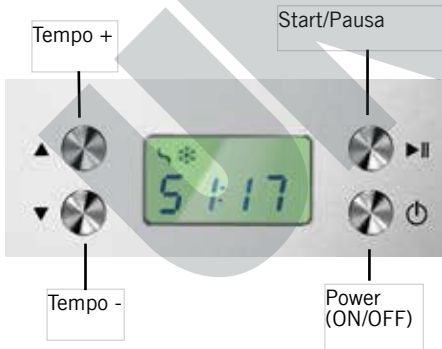 Tempo +
Start/Pausa
51:17
Tempo -
Power
(ON/OFF)